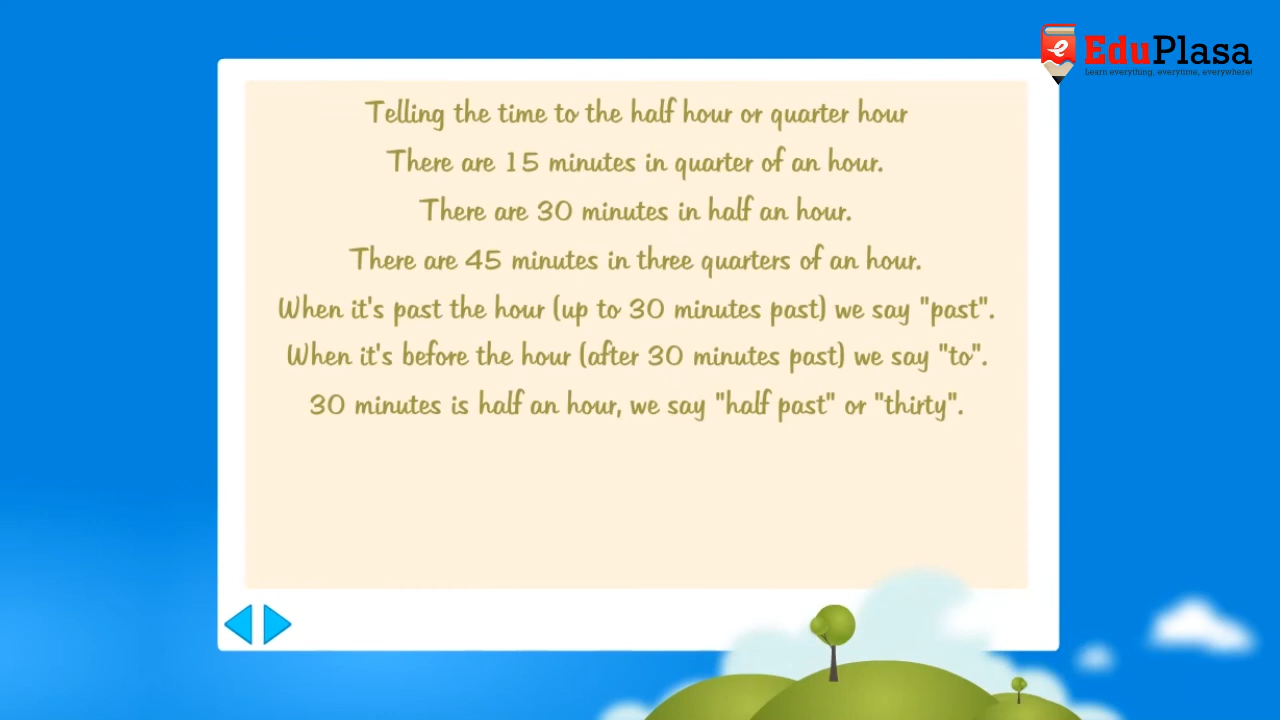 EduPlasa
Learn everything, everytime, everywhere!
Telling the time to the half hour or quarter hour
There are 15 minutes in quarter of an hour.
There are 30 minutes in half an hour.
There are 45 minutes in three quarters of an hour.
When it's past the hour (up to 30 minutes past) we say "past".
When it's before the hour (after 30 minutes past) we say "to".
30 minutes is half an hour, we say "half past" or "thirty".